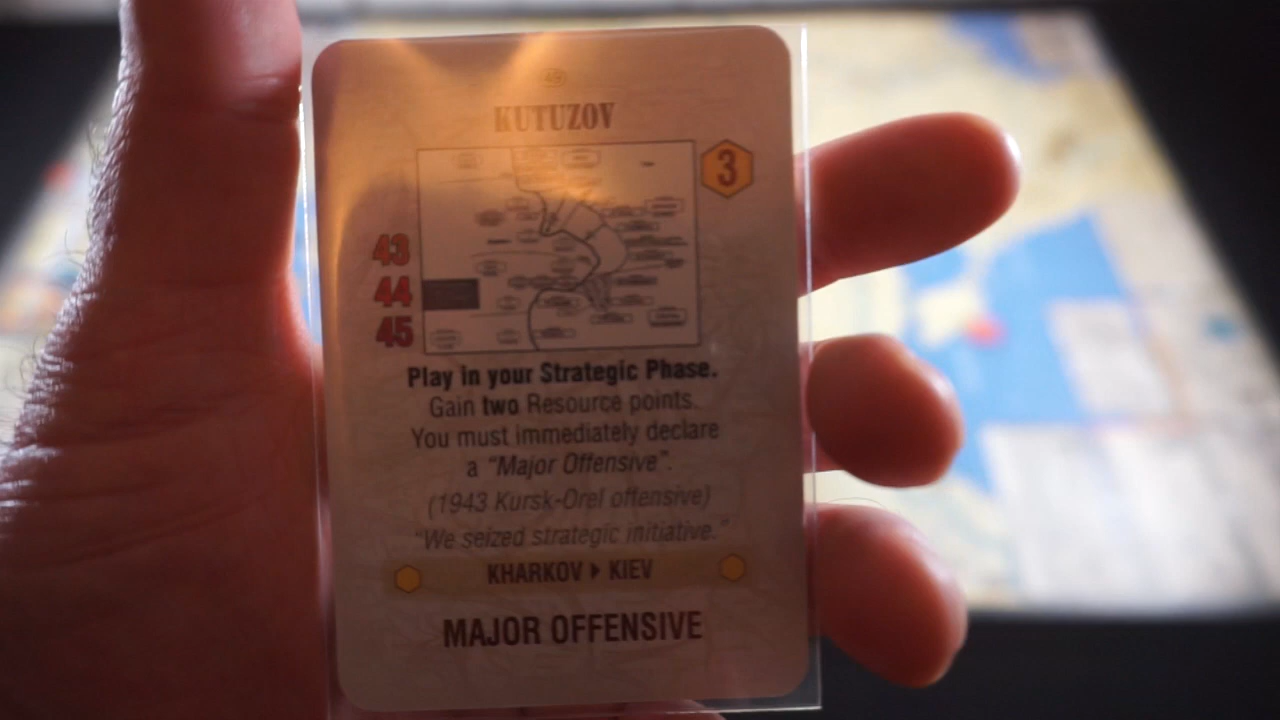 KUTUZOV
3
43
44
45
Play in your Strategic Phase.
Gain two Resource points.
You must immediately declare
a "Major Offensive".
(1943 Kursk-Orel offensive)
"We seized strategic initiative."
KHARKOV ▸ KIEV
MAJOR OFFENSIVE